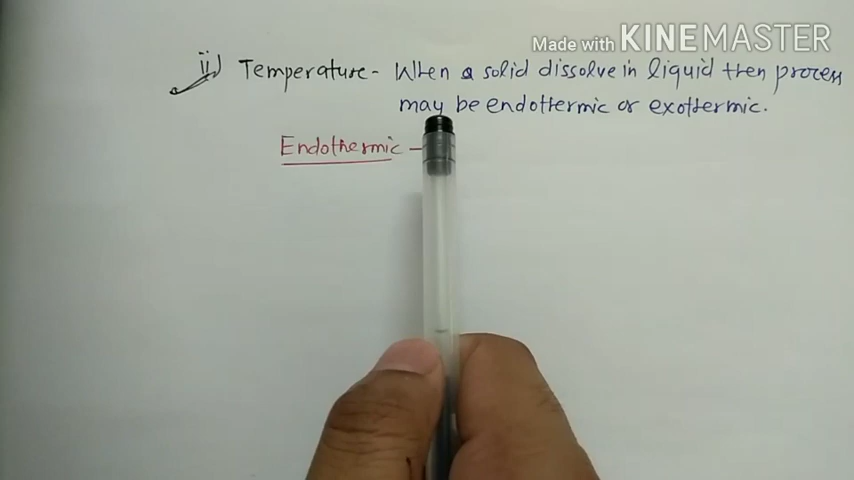 Made with KINEMASTER
ii) Temperature - When a solid dissolve in liquid then process
may be endothermic or exothermic.
Endothermic -